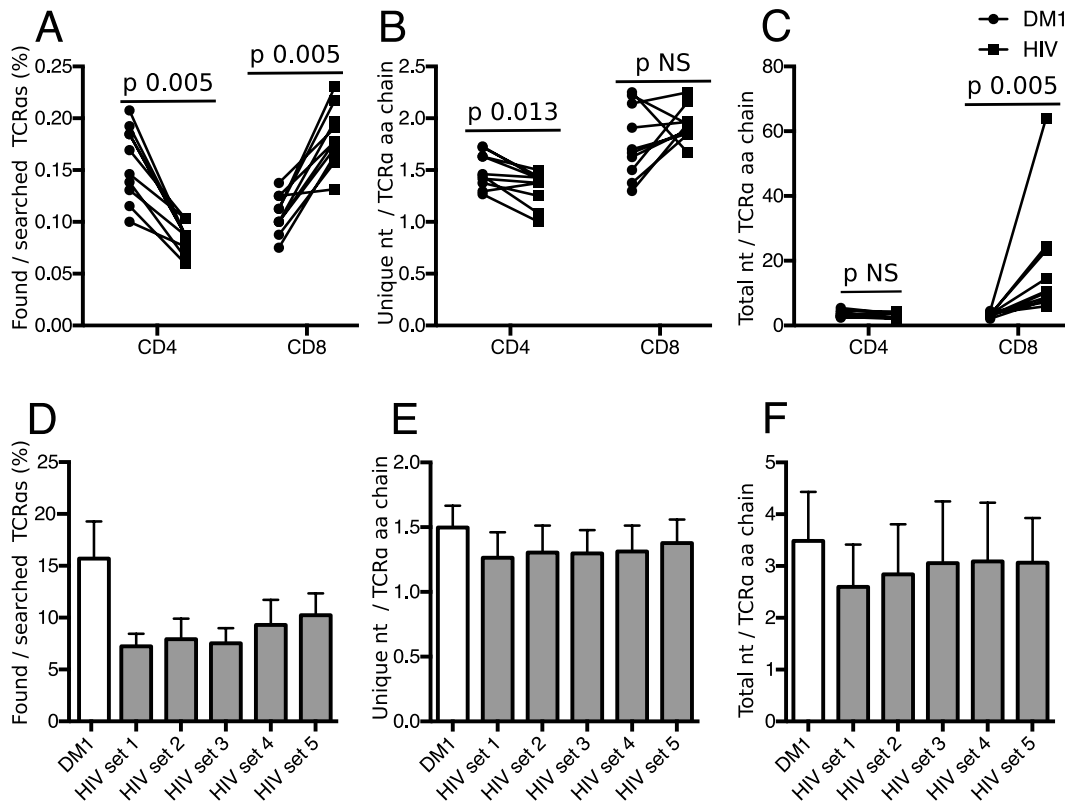 A
B
C
DM1
HIV
Found / searched TCRɑs (%)
0.25
0.20
0.15
0.10
0.05
0.00
p 0.005
p 0.005
CD4
CD8
Unique nt / TCRɑ aa chain
2.5
2.0
1.5
1.0
0.5
0.0
p 0.013
p NS
CD4
CD8
Total nt / TCRɑ aa chain
80
60
40
20
0
p NS
p 0.005
CD4
CD8
D
E
F
Found / searched TCRɑs (%)
25
20
15
10
5
0
DM1
HIV set 1
HIV set 2
HIV set 3
HIV set 4
HIV set 5
Unique nt / TCRɑ aa chain
2.0
1.5
1.0
0.5
0.0
DM1
HIV set 1
HIV set 2
HIV set 3
HIV set 4
HIV set 5
Total nt / TCRɑ aa chain
5
4
3
2
1
0
DM1
HIV set 1
HIV set 2
HIV set 3
HIV set 4
HIV set 5